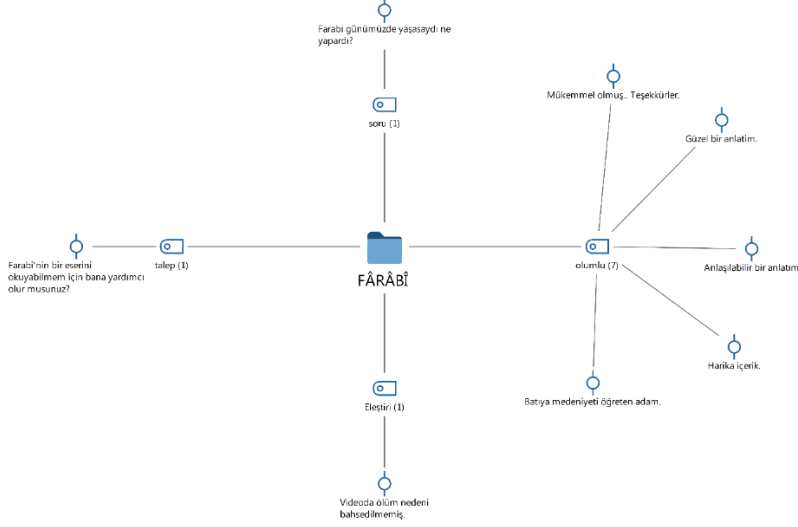 Farabi günümüzde yaşasaydı ne
yapardı?
soru (1)
Mükemmel olmuş.. Teşekkürler.
Güzel bir anlatim.
Farabi'nin bir eserini
okuyabilmem için bana yardımcı
olur musunuz?
talep (1)
FÂRÂBÎ
olumlu (7)
Anlaşılabilir bir anlatım
Harika içerik.
Batıya medeniyeti öğreten adam.
Eleştiri (1)
Videoda ölüm nedeni
bahsedilmemiş.